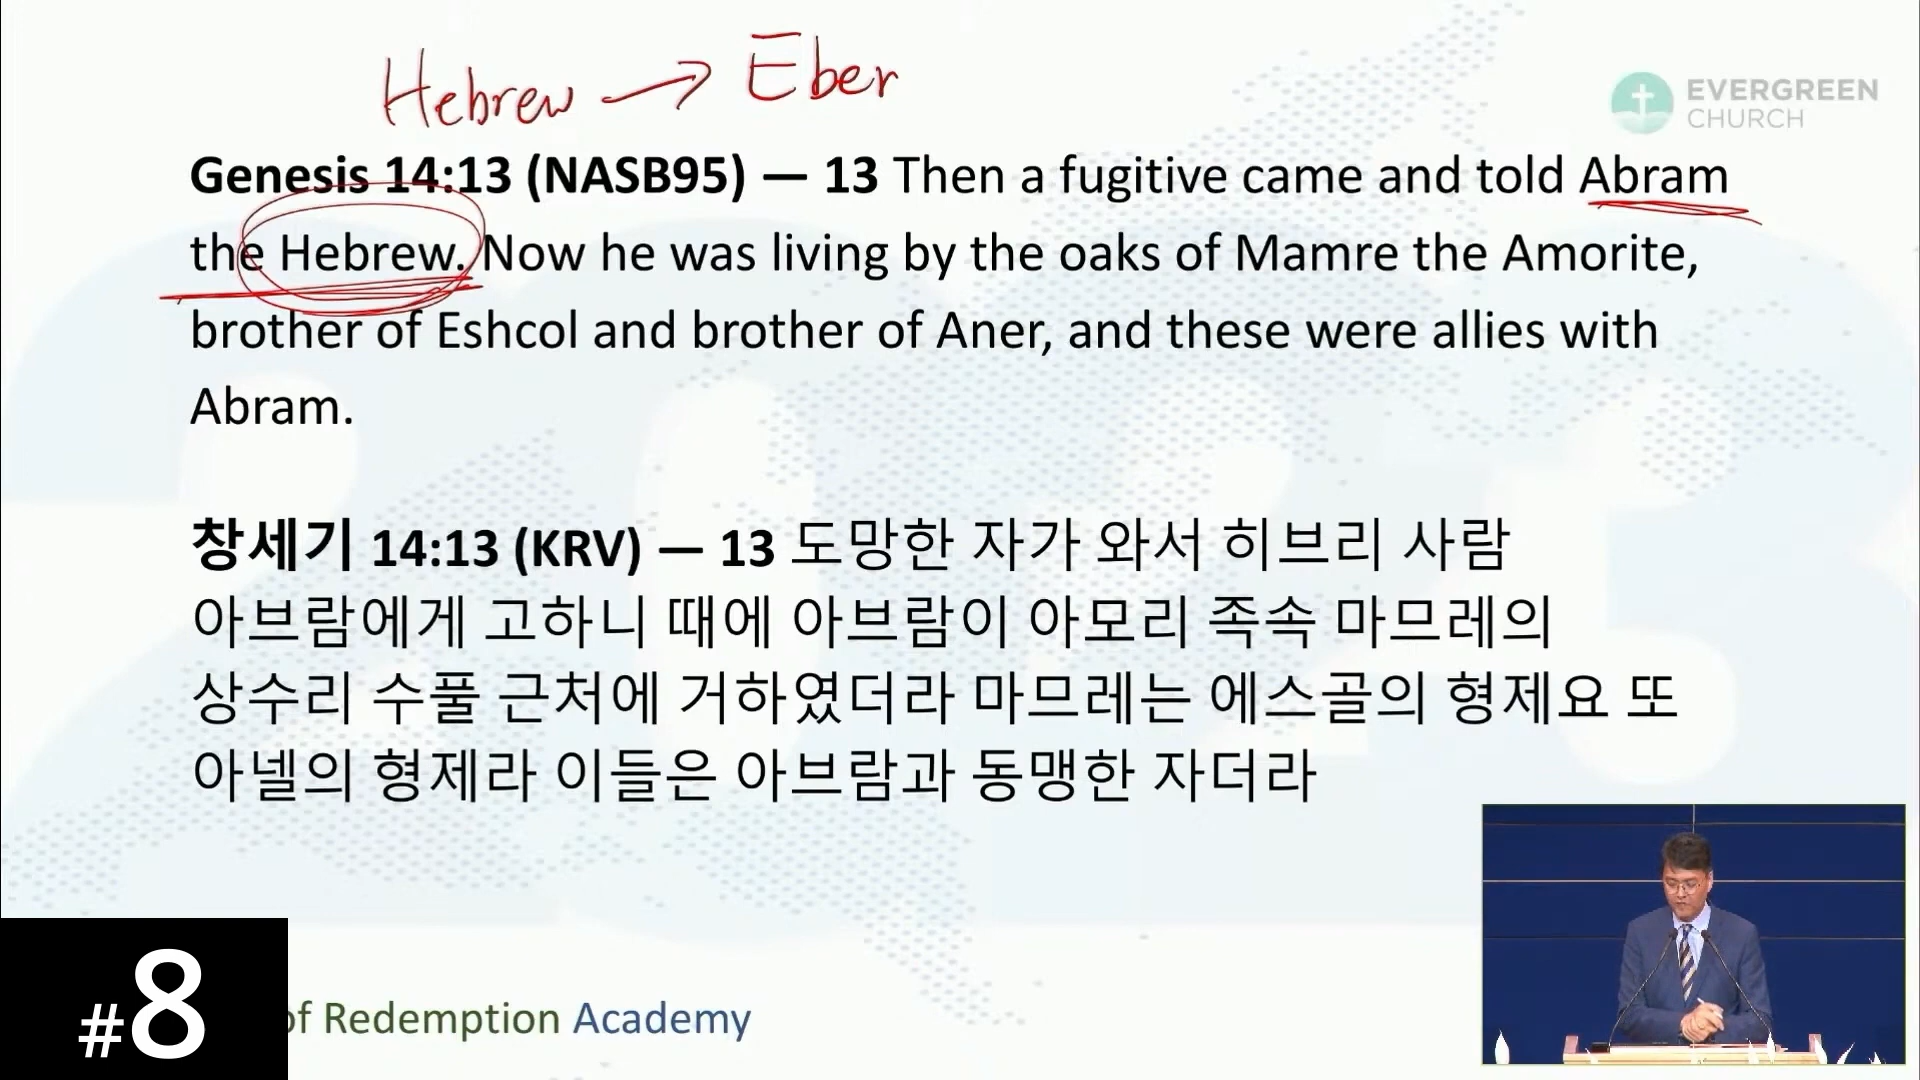 Hebrew → Eber
EVERGREEN
CHURCH
Genesis 14:13 (NASB95) — 13 Then a fugitive came and told Abram
the Hebrew. Now he was living by the oaks of Mamre the Amorite,
brother of Eshcol and brother of Aner, and these were allies with
Abram.
창세기 14:13 (KRV) — 13 도망한 자가 와서 히브리 사람
아브람에게 고하니 때에 아브람이 아모리 족속 마므레의
상수리 수풀 근처에 거하였더라 마므레는 에스골의 형제요 또
아넬의 형제라 이들은 아브람과 동맹한 자더라
#8
of Redemption Academy